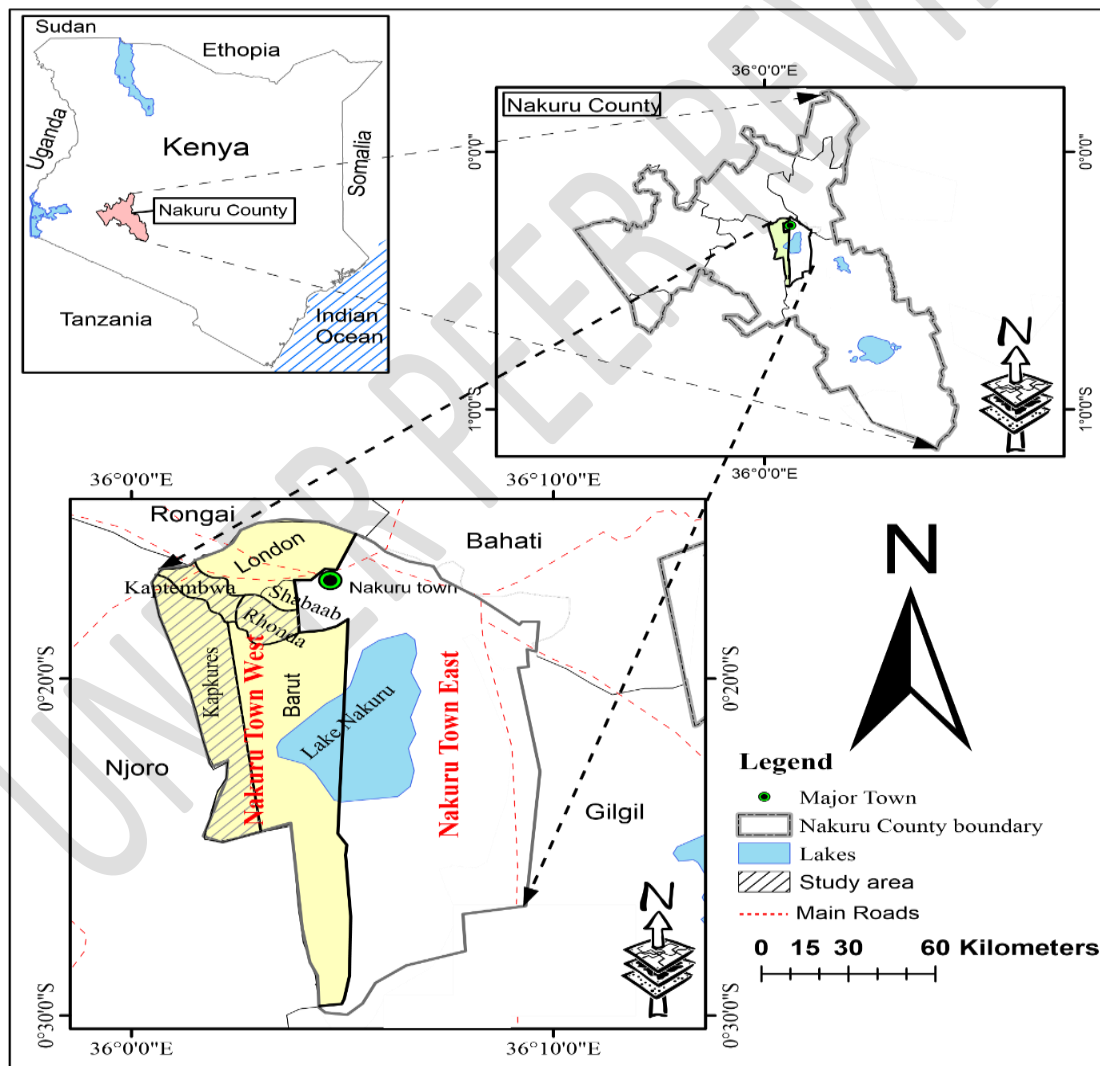 Sudan
Ethiopia
Uganda
Kenya
Somalia
Nakuru County
Tanzania
Indian
Ocean
36°0'0"E
Nakuru County
0°0'0"
0°0'0"
1°0'0"S
1°0'0"S
N
36°0'0"E
36°0'0"E
36°10'0"E
Rongai
Bahati
London
Kaptembwa
Shabaab
Nakuru town
Rhonda
0°20'0"S
0°20'0"S
Kapkures
Nakuru Town West
Barut
Lake Nakuru
Nakuru Town East
Njoro
Gilgil
N
0°30'0"S
0°30'0"S
36°0'0"E
36°10'0"E
N
Legend
Major Town
Nakuru County boundary
Lakes
Study area
Main Roads
0 15 30 60 Kilometers
UNDER PEER REVIE